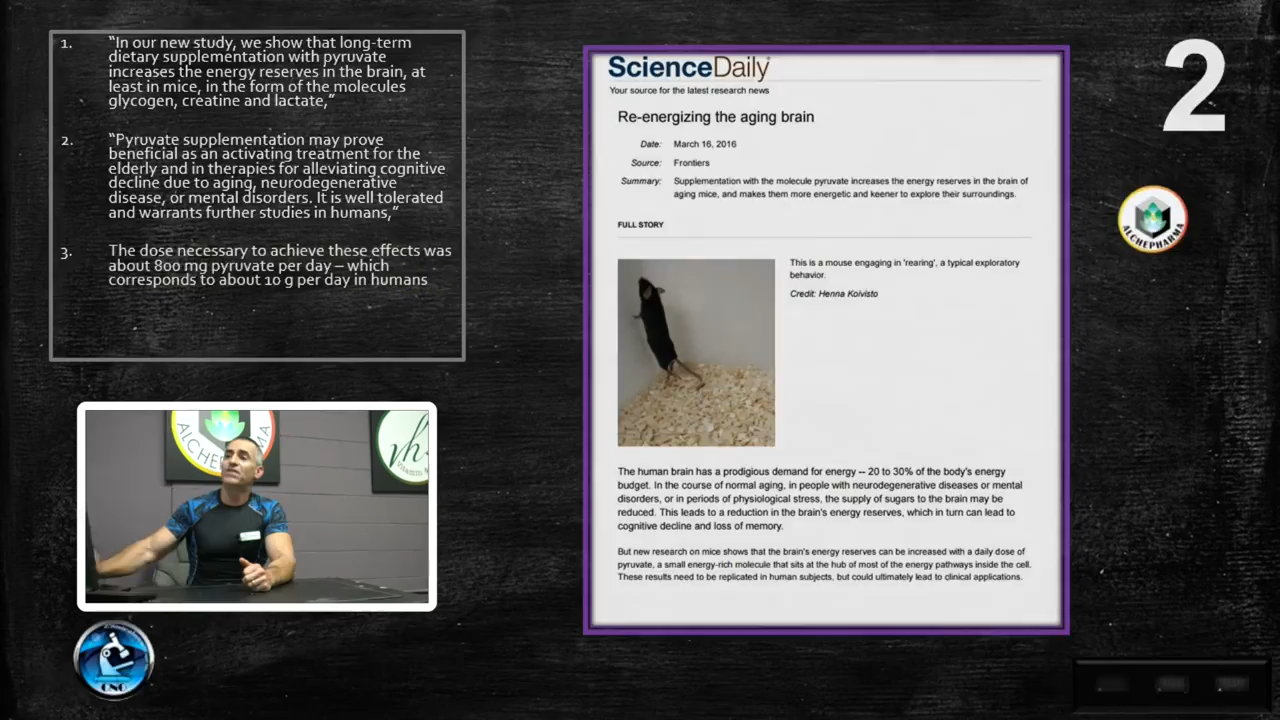 1. “In our new study, we show that long-term
dietary supplementation with pyruvate
increases the energy reserves in the brain, at
least in mice, in the form of the molecules
glycogen, creatine and lactate,”
2. “Pyruvate supplementation may prove
beneficial as an activating treatment for the
elderly and in therapies for alleviating cognitive
decline due to aging, neurodegenerative
disease, or mental disorders. It is well tolerated
and warrants further studies in humans,”
3. The dose necessary to achieve these effects was
about 800 mg pyruvate per day – which
corresponds to about 10 g per day in humans
ScienceDaily
Your source for the latest research news
Re-energizing the aging brain
Date: March 16, 2016
Source: Frontiers
Summary: Supplementation with the molecule pyruvate increases the energy reserves in the brain of
aging mice, and makes them more energetic and keener to explore their surroundings.
FULL STORY
This is a mouse engaging in 'rearing', a typical exploratory
behavior.
Credit: Henna Koivisto
The human brain has a prodigious demand for energy -- 20 to 30% of the body's energy
budget. In the course of normal aging, in people with neurodegenerative diseases or mental
disorders, or in periods of physiological stress, the supply of sugars to the brain may be
reduced. This leads to a reduction in the brain's energy reserves, which in turn can lead to
cognitive decline and loss of memory.
But new research on mice shows that the brain's energy reserves can be increased with a daily dose of
pyruvate, a small energy-rich molecule that sits at the hub of most of the energy pathways inside the cell.
These results need to be replicated in human subjects, but could ultimately lead to clinical applications.
2
ALCHEPHARMA
ALCHEPHARMA
CNC